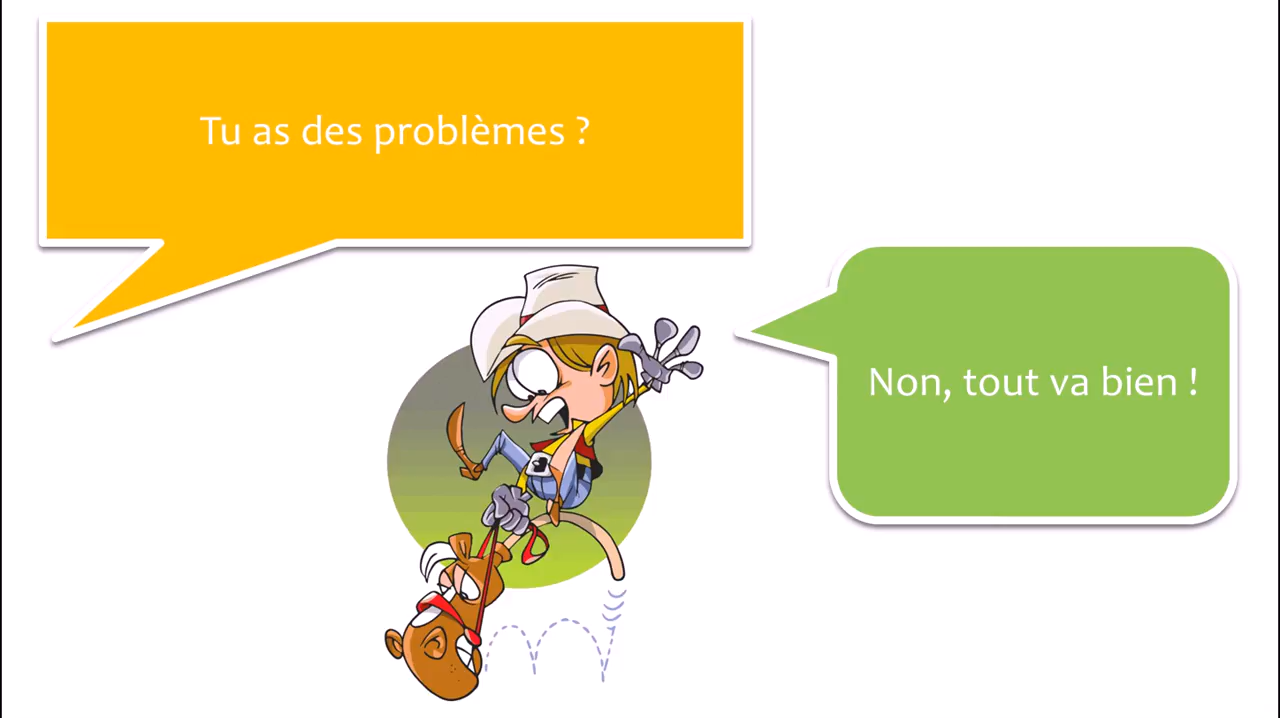 Tu as des problèmes ?
Non, tout va bien !